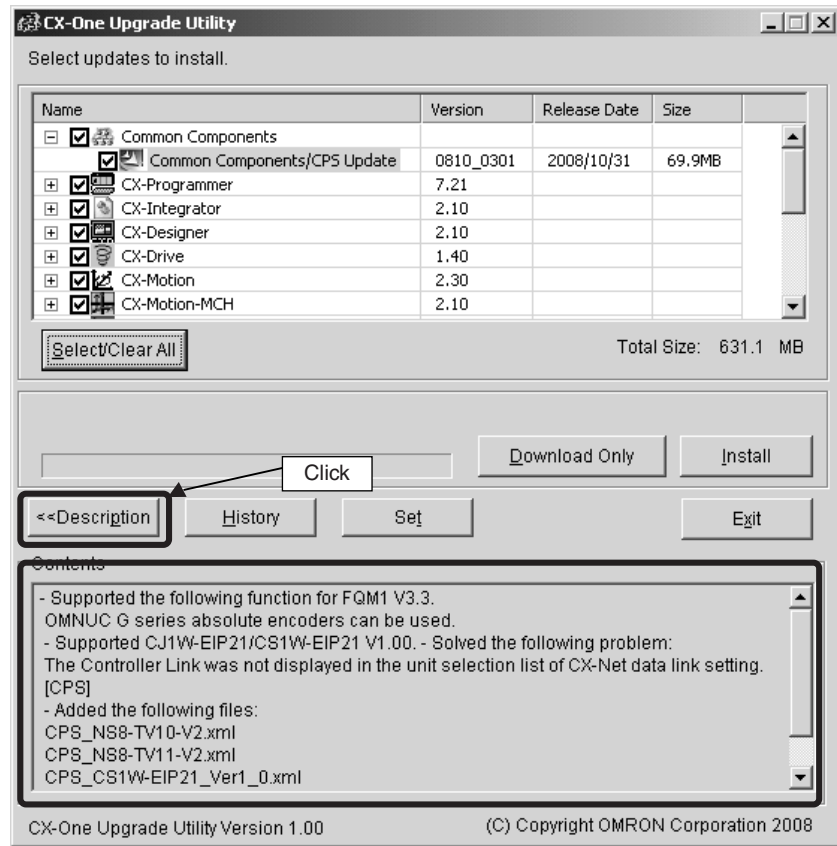 CX-One Upgrade Utility
Select updates to install.
Name Version Release Date Size
Common Components
Common Components/CPS Update 0810_0301 2008/10/31 69.9MB
CX-Programmer 7.21
CX-Integrator 2.10
CX-Designer 2.10
CX-Drive 1.40
CX-Motion 2.30
CX-Motion-MCH 2.10
Select/Clear All Total Size: 631.1 MB
Download Only Install
Click
<<Description History Set Exit
Contents
- Supported the following function for FQM1 V3.3.
OMNUC G series absolute encoders can be used.
- Supported CJ1W-EIP21/CS1W-EIP21 V1.00. - Solved the following problem:
The Controller Link was not displayed in the unit selection list of CX-Net data link setting.
[CPS]
- Added the following files:
CPS_NS8-TV10-V2.xml
CPS_NS8-TV11-V2.xml
CPS_CS1W-EIP21_Ver1_0.xml
CX-One Upgrade Utility Version 1.00 (C) Copyright OMRON Corporation 2008